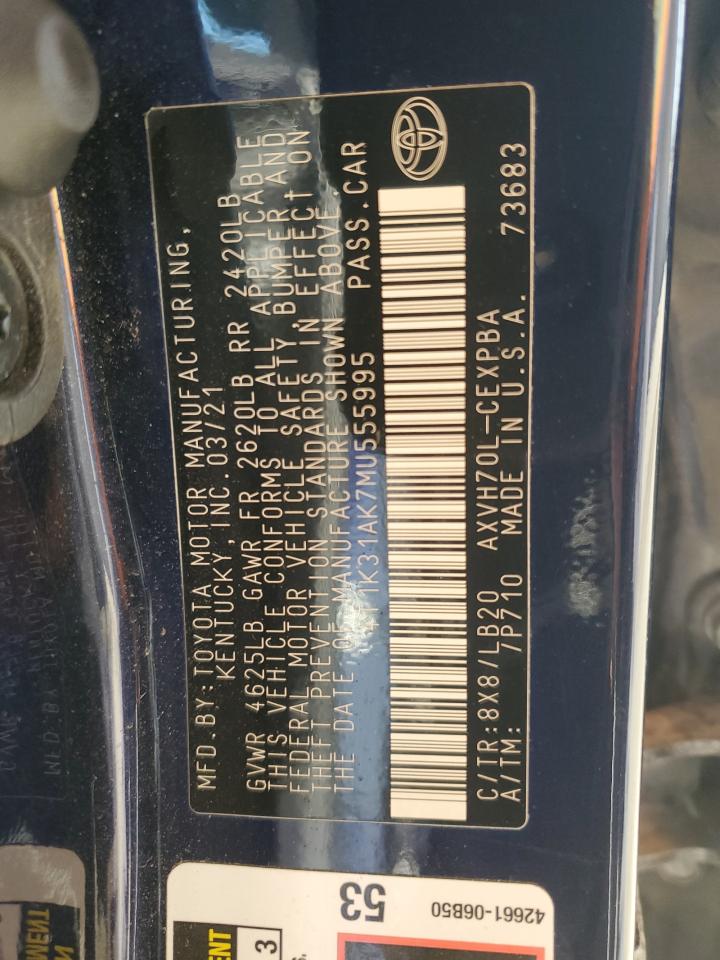 MFD.BY:TOYOTA MOTOR MANUFACTURING,
KENTUCKY,INC.03/21
GVWR 4625LB GAWR FR 2620LB RR 2420LB
THIS VEHICLE CONFORMS TO ALL APPLICABLE
FEDERAL MOTOR VEHICLE SAFETY, BUMPER AND
THEFT PREVENTION STANDARDS IN EFFECT ON
THE DATE OF MANUFACTURE SHOWN ABOVE.
4T1K31AK7MU555995 PASS.CAR
C/TR:8X8/LB20 AXVH70L-CEXPBA
A/TM: 7P710 MADE IN U.S.A. 73683
53
42661-06B50
3